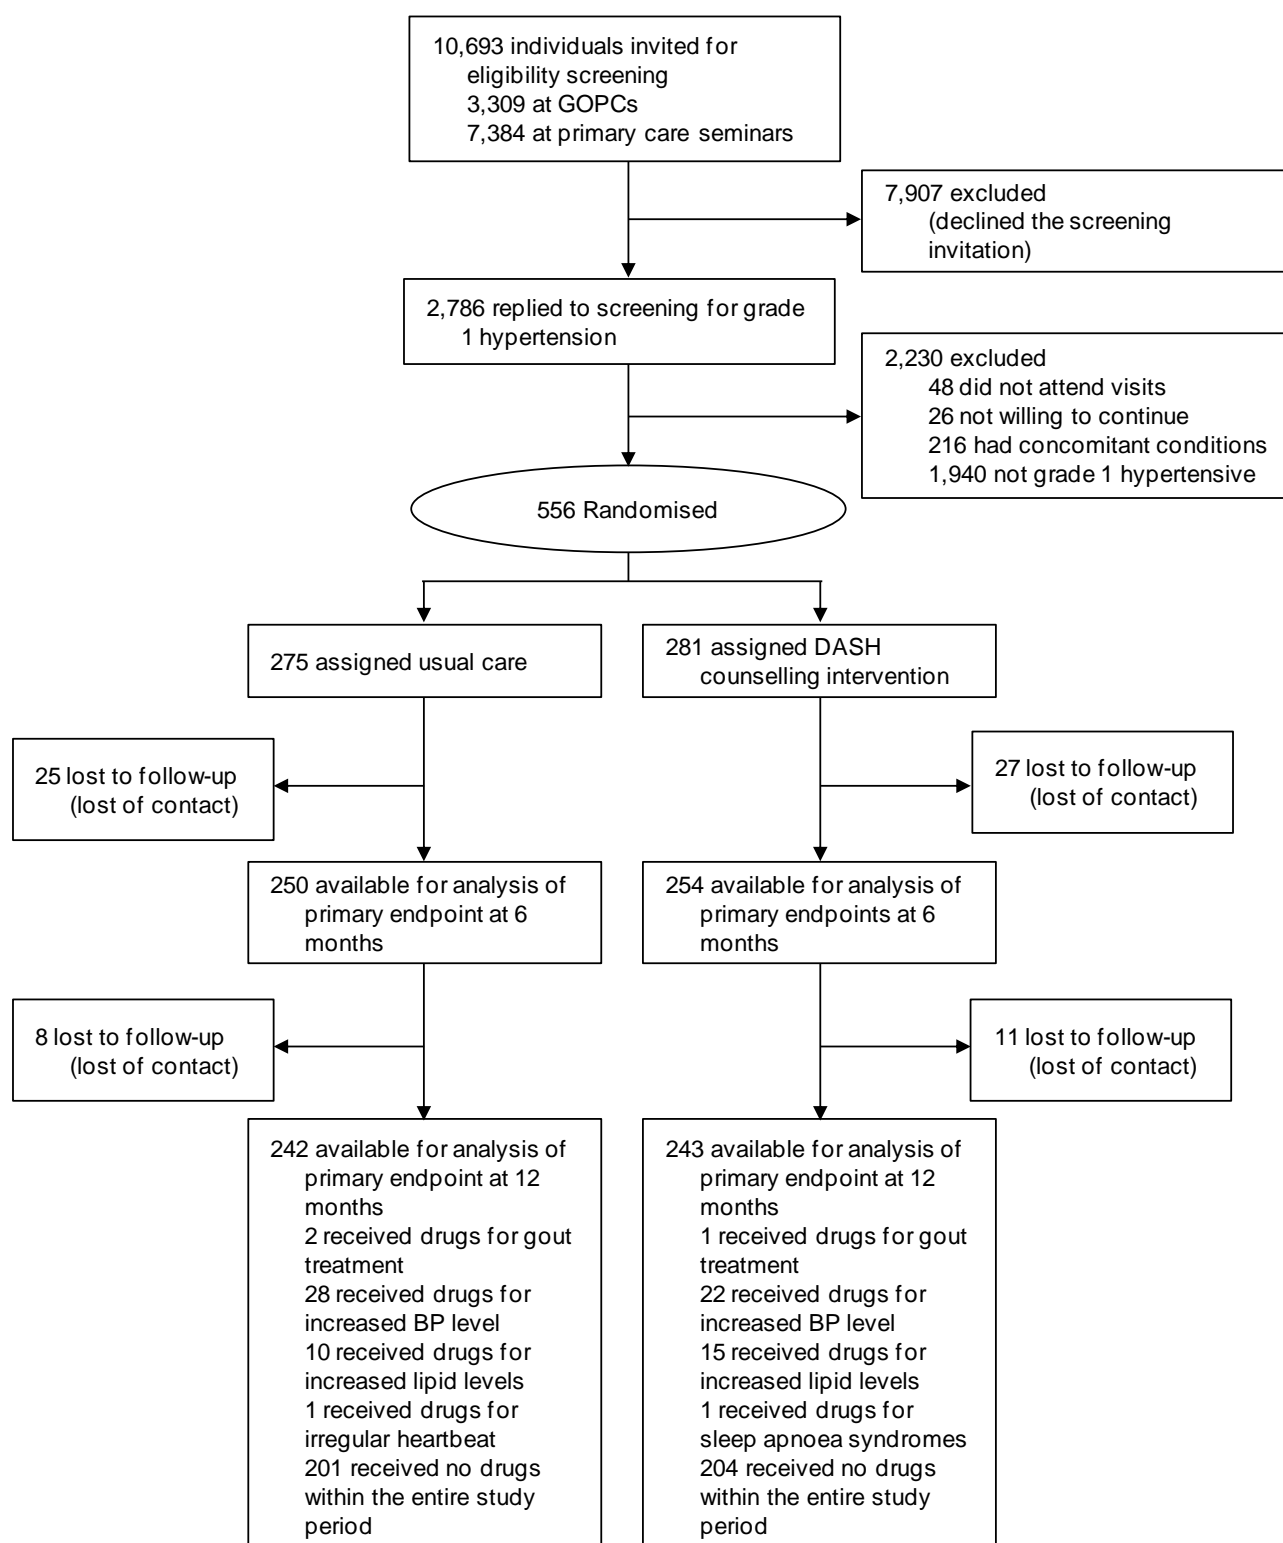 10,693 individuals invited for
eligibility screening
3,309 at GOPCs
7,384 at primary care seminars
7,907 excluded
(declined the screening
invitation)
2,786 replied to screening for grade
1 hypertension
2,230 excluded
48 did not attend visits
26 not willing to continue
216 had concomitant conditions
1,940 not grade 1 hypertensive
556 Randomised
275 assigned usual care
281 assigned DASH
counselling intervention
25 lost to follow-up
(lost of contact)
27 lost to follow-up
(lost of contact)
250 available for analysis of
primary endpoint at 6
months
254 available for analysis of
primary endpoints at 6
months
8 lost to follow-up
(lost of contact)
11 lost to follow-up
(lost of contact)
242 available for analysis of
primary endpoint at 12
months
2 received drugs for gout
treatment
28 received drugs for
increased BP level
10 received drugs for
increased lipid levels
1 received drugs for
irregular heartbeat
201 received no drugs
within the entire study
period
243 available for analysis of
primary endpoint at 12
months
1 received drugs for gout
treatment
22 received drugs for
increased BP level
15 received drugs for
increased lipid levels
1 received drugs for
sleep apnoea syndromes
204 received no drugs
within the entire study
period